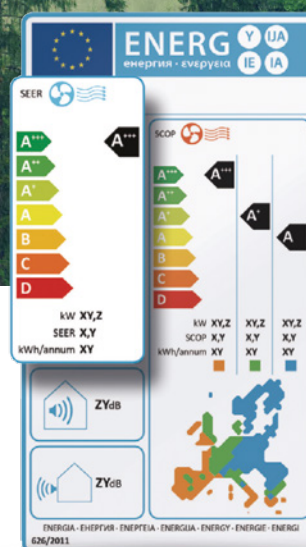 ENERG Y IJA
енергия · ενεργεια IE IA
SEER
A+++ A+++
A++
A+
A
B
C
D
kW XY,Z
SEER X,Y
kWh/annum XY
SCOP
A+++ A+++
A++
A+ A+
A A
B
C
D
kW XY,Z XY,Z XY,Z
SCOP X,Y X,Y X,Y
kWh/annum XY XY XY
ZYdB
ZYdB
ENERGIA · ЕНЕРГИЯ · ΕΝΕΡΓΕΙΑ · ENERGIJA · ENERGY · ENERGIE · ENERGI
626/2011